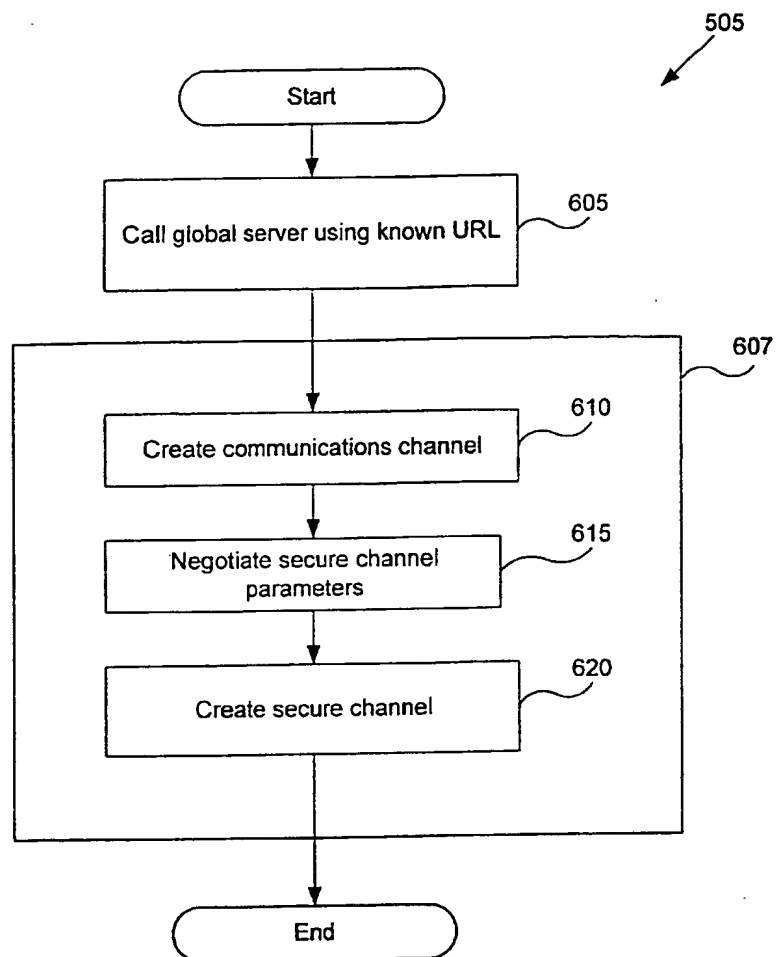 505
Start
Call global server using known URL
605
607
Create communications channel
610
Negotiate secure channel
parameters
615
Create secure channel
620
End